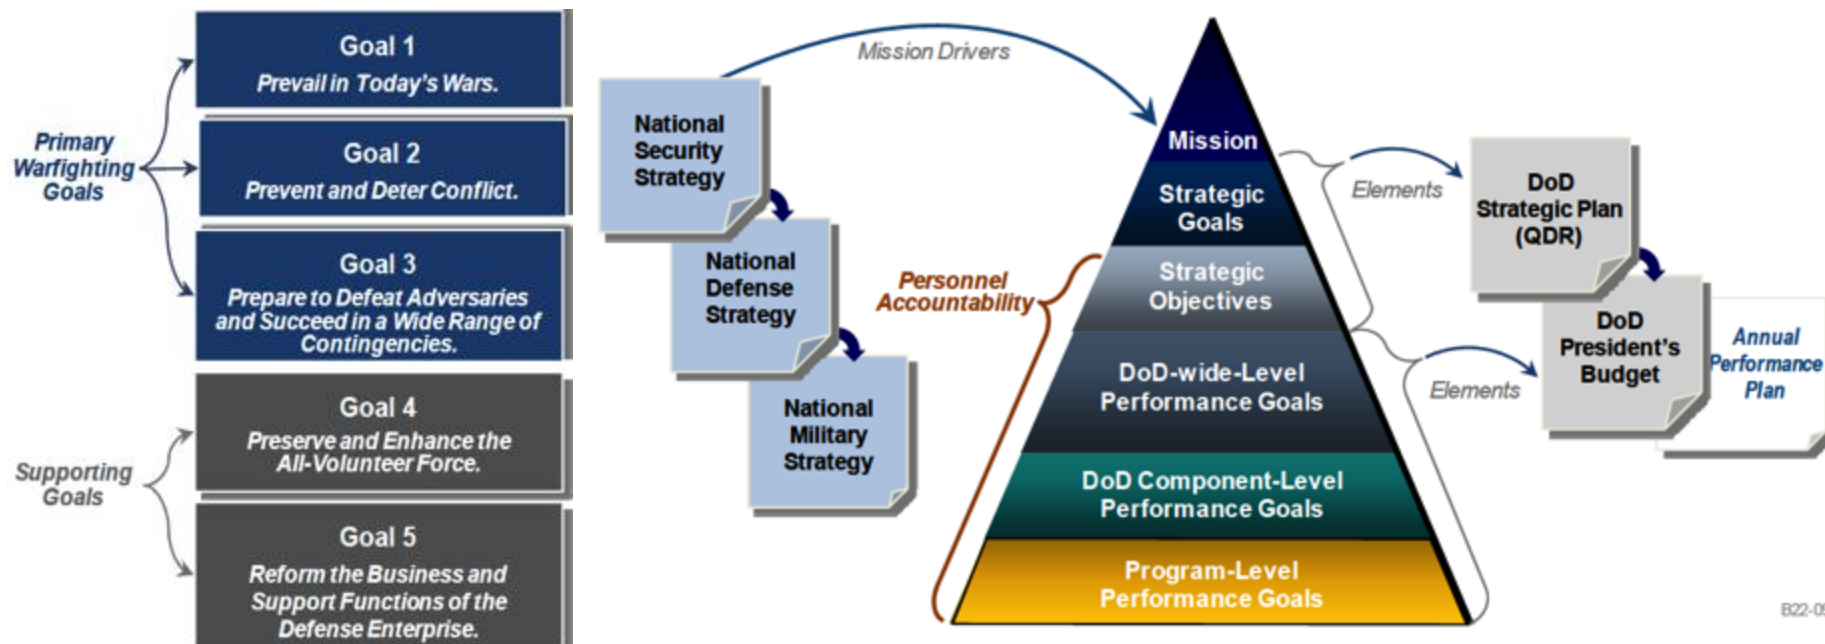 Primary
Warfighting
Goals
Goal 1
Prevail in Today's Wars.
Goal 2
Prevent and Deter Conflict.
Goal 3
Prepare to Defeat Adversaries
and Succeed in a Wide Range of
Contingencies.
Supporting
Goals
Goal 4
Preserve and Enhance the
All-Volunteer Force.
Goal 5
Reform the Business and
Support Functions of the
Defense Enterprise.
Mission Drivers
National
Security
Strategy
National
Defense
Strategy
National
Military
Strategy
Personnel
Accountability
Mission
Strategic
Goals
Strategic
Objectives
DoD-wide-Level
Performance Goals
DoD Component-Level
Performance Goals
Program-Level
Performance Goals
Elements
DoD
Strategic Plan
(QDR)
Elements
DoD
President's
Budget
Annual
Performance
Plan